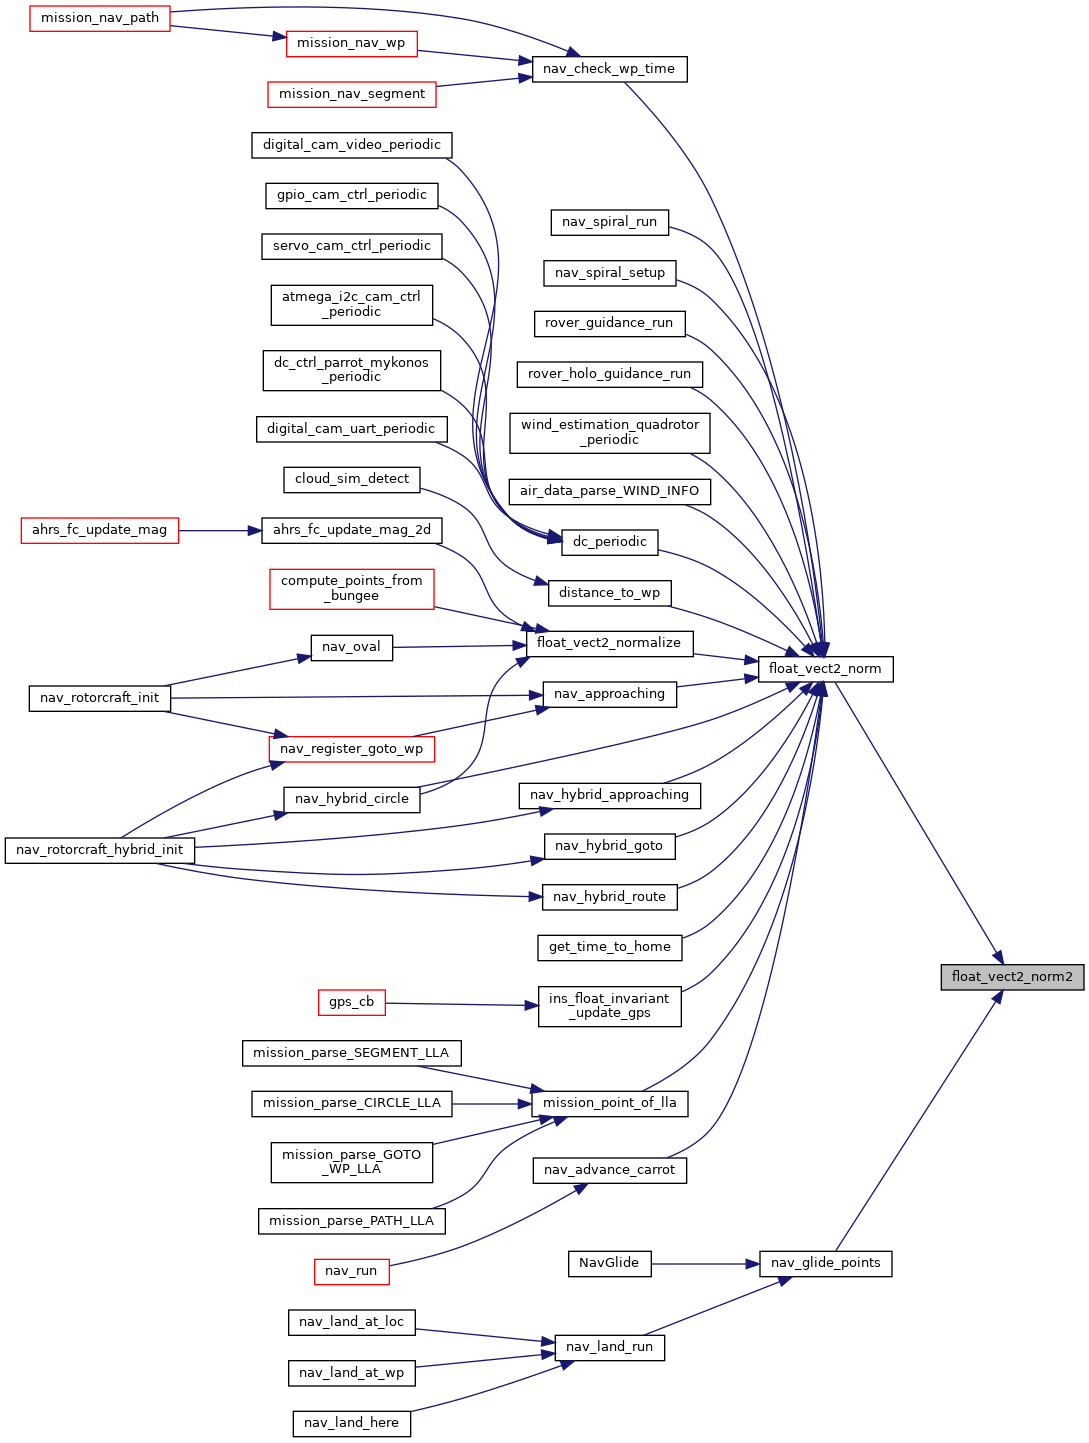 mission_nav_path
mission_nav_wp
nav_check_wp_time
mission_nav_segment
digital_cam_video_periodic
gpio_cam_ctrl_periodic
nav_spiral_run
servo_cam_ctrl_periodic
nav_spiral_setup
atmega_i2c_cam_ctrl
_periodic
rover_guidance_run
dc_ctrl_parrot_mykonos
_periodic
rover_holo_guidance_run
digital_cam_uart_periodic
wind_estimation_quadrotor
_periodic
cloud_sim_detect
air_data_parse_WIND_INFO
ahrs_fc_update_mag
ahrs_fc_update_mag_2d
dc_periodic
compute_points_from
_bungee
distance_to_wp
nav_oval
float_vect2_normalize
float_vect2_norm
nav_rotorcraft_init
nav_approaching
nav_register_goto_wp
nav_hybrid_circle
nav_hybrid_approaching
nav_rotorcraft_hybrid_init
nav_hybrid_goto
nav_hybrid_route
get_time_to_home
float_vect2_norm2
gps_cb
ins_float_invariant
_update_gps
mission_parse_SEGMENT_LLA
mission_parse_CIRCLE_LLA
mission_point_of_lla
mission_parse_GOTO
_WP_LLA
nav_advance_carrot
mission_parse_PATH_LLA
nav_run
NavGlide
nav_glide_points
nav_land_at_loc
nav_land_run
nav_land_at_wp
nav_land_here